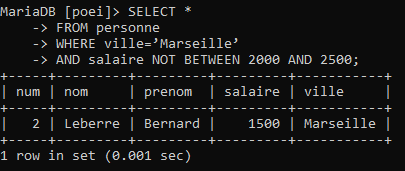 MariaDB [poei]> SELECT *
    -> FROM personne
    -> WHERE ville=’Marseille’
    -> AND salaire NOT BETWEEN 2000 AND 2500;
+-----+---------+---------+---------+-----------+
| num | nom     | prenom  | salaire | ville     |
+-----+---------+---------+---------+-----------+
|   2 | Leberre | Bernard |    1500 | Marseille |
+-----+---------+---------+---------+-----------+
1 row in set (0.001 sec)